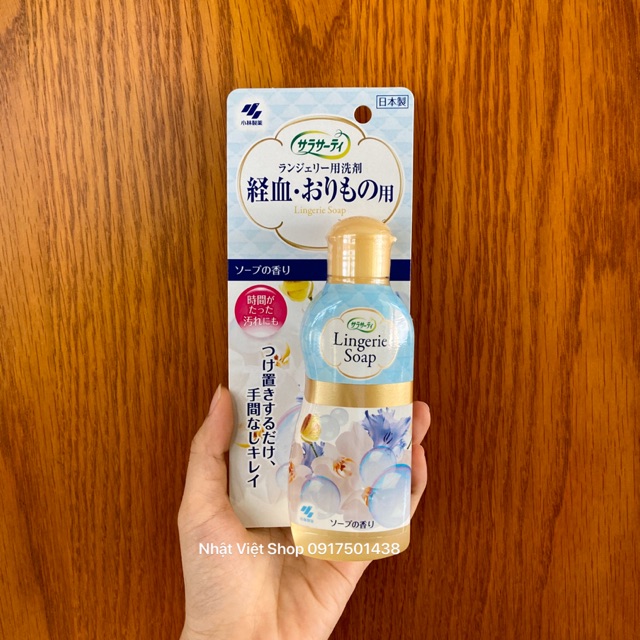 小林製薬
日本製
サラサーティ
ランジェリー用洗剤
経血・おりもの用
Lingerie Soap
ソープの香り
時間が
たった
汚れにも
つけ置きするだけ、
手間なしキレイ
サラサーティ
Lingerie
Soap
小林製薬
ソープの香り
Nhật Việt Shop 0917501438